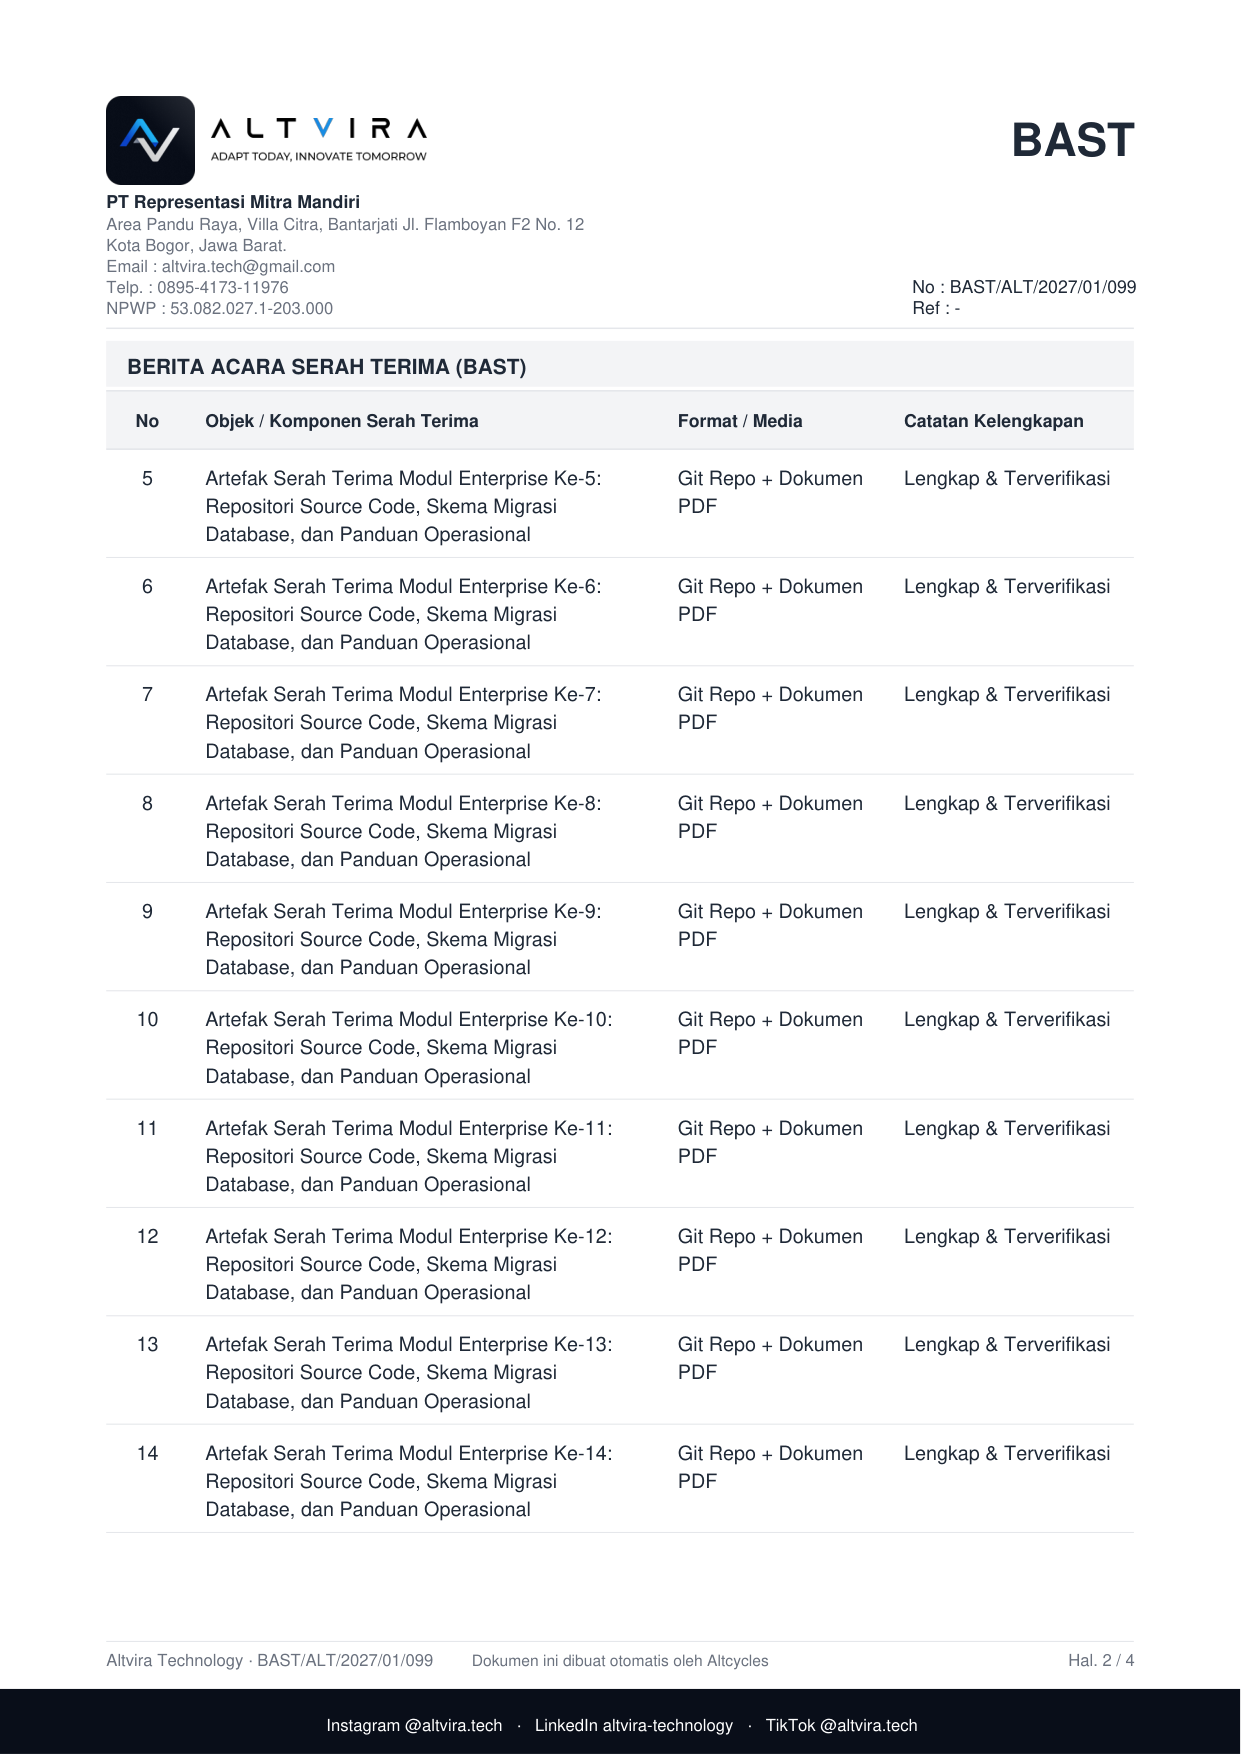 ALTVIRA
ADAPT TODAY, INNOVATE TOMORROW
BAST
PT Representasi Mitra Mandiri
Area Pandu Raya, Villa Citra, Bantarjati Jl. Flamboyan F2 No. 12
Kota Bogor, Jawa Barat.
Email : altvira.tech@gmail.com
Telp. : 0895-4173-11976
NPWP : 53.082.027.1-203.000
No : BAST/ALT/2027/01/099
Ref : -
BERITA ACARA SERAH TERIMA (BAST)
No Objek / Komponen Serah Terima Format / Media Catatan Kelengkapan
5 Artefak Serah Terima Modul Enterprise Ke-5: Git Repo + Dokumen Lengkap & Terverifikasi
Repositori Source Code, Skema Migrasi PDF
Database, dan Panduan Operasional
6 Artefak Serah Terima Modul Enterprise Ke-6: Git Repo + Dokumen Lengkap & Terverifikasi
Repositori Source Code, Skema Migrasi PDF
Database, dan Panduan Operasional
7 Artefak Serah Terima Modul Enterprise Ke-7: Git Repo + Dokumen Lengkap & Terverifikasi
Repositori Source Code, Skema Migrasi PDF
Database, dan Panduan Operasional
8 Artefak Serah Terima Modul Enterprise Ke-8: Git Repo + Dokumen Lengkap & Terverifikasi
Repositori Source Code, Skema Migrasi PDF
Database, dan Panduan Operasional
9 Artefak Serah Terima Modul Enterprise Ke-9: Git Repo + Dokumen Lengkap & Terverifikasi
Repositori Source Code, Skema Migrasi PDF
Database, dan Panduan Operasional
10 Artefak Serah Terima Modul Enterprise Ke-10: Git Repo + Dokumen Lengkap & Terverifikasi
Repositori Source Code, Skema Migrasi PDF
Database, dan Panduan Operasional
11 Artefak Serah Terima Modul Enterprise Ke-11: Git Repo + Dokumen Lengkap & Terverifikasi
Repositori Source Code, Skema Migrasi PDF
Database, dan Panduan Operasional
12 Artefak Serah Terima Modul Enterprise Ke-12: Git Repo + Dokumen Lengkap & Terverifikasi
Repositori Source Code, Skema Migrasi PDF
Database, dan Panduan Operasional
13 Artefak Serah Terima Modul Enterprise Ke-13: Git Repo + Dokumen Lengkap & Terverifikasi
Repositori Source Code, Skema Migrasi PDF
Database, dan Panduan Operasional
14 Artefak Serah Terima Modul Enterprise Ke-14: Git Repo + Dokumen Lengkap & Terverifikasi
Repositori Source Code, Skema Migrasi PDF
Database, dan Panduan Operasional
Altvira Technology · BAST/ALT/2027/01/099 Dokumen ini dibuat otomatis oleh Altcycles Hal. 2 / 4
Instagram @altvira.tech · LinkedIn altvira-technology · TikTok @altvira.tech